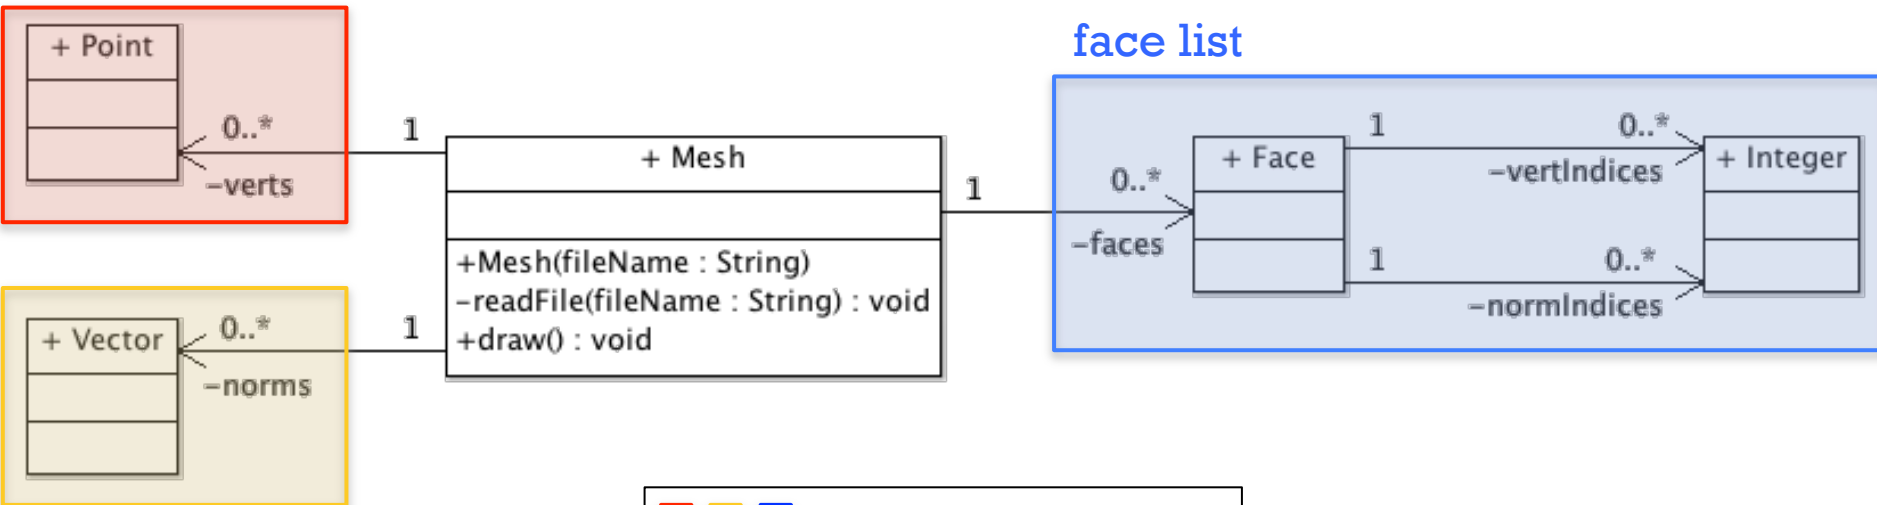 face list
+ Point
0..*
1
-verts
+ Mesh
+Mesh(fileName : String)
-readFile(fileName : String) : void
+draw() : void
+ Vector
0..*
1
-norms
1
0..*
-faces
+ Face
1
0..*
-vertIndices
+ Integer
1
0..*
-normIndices